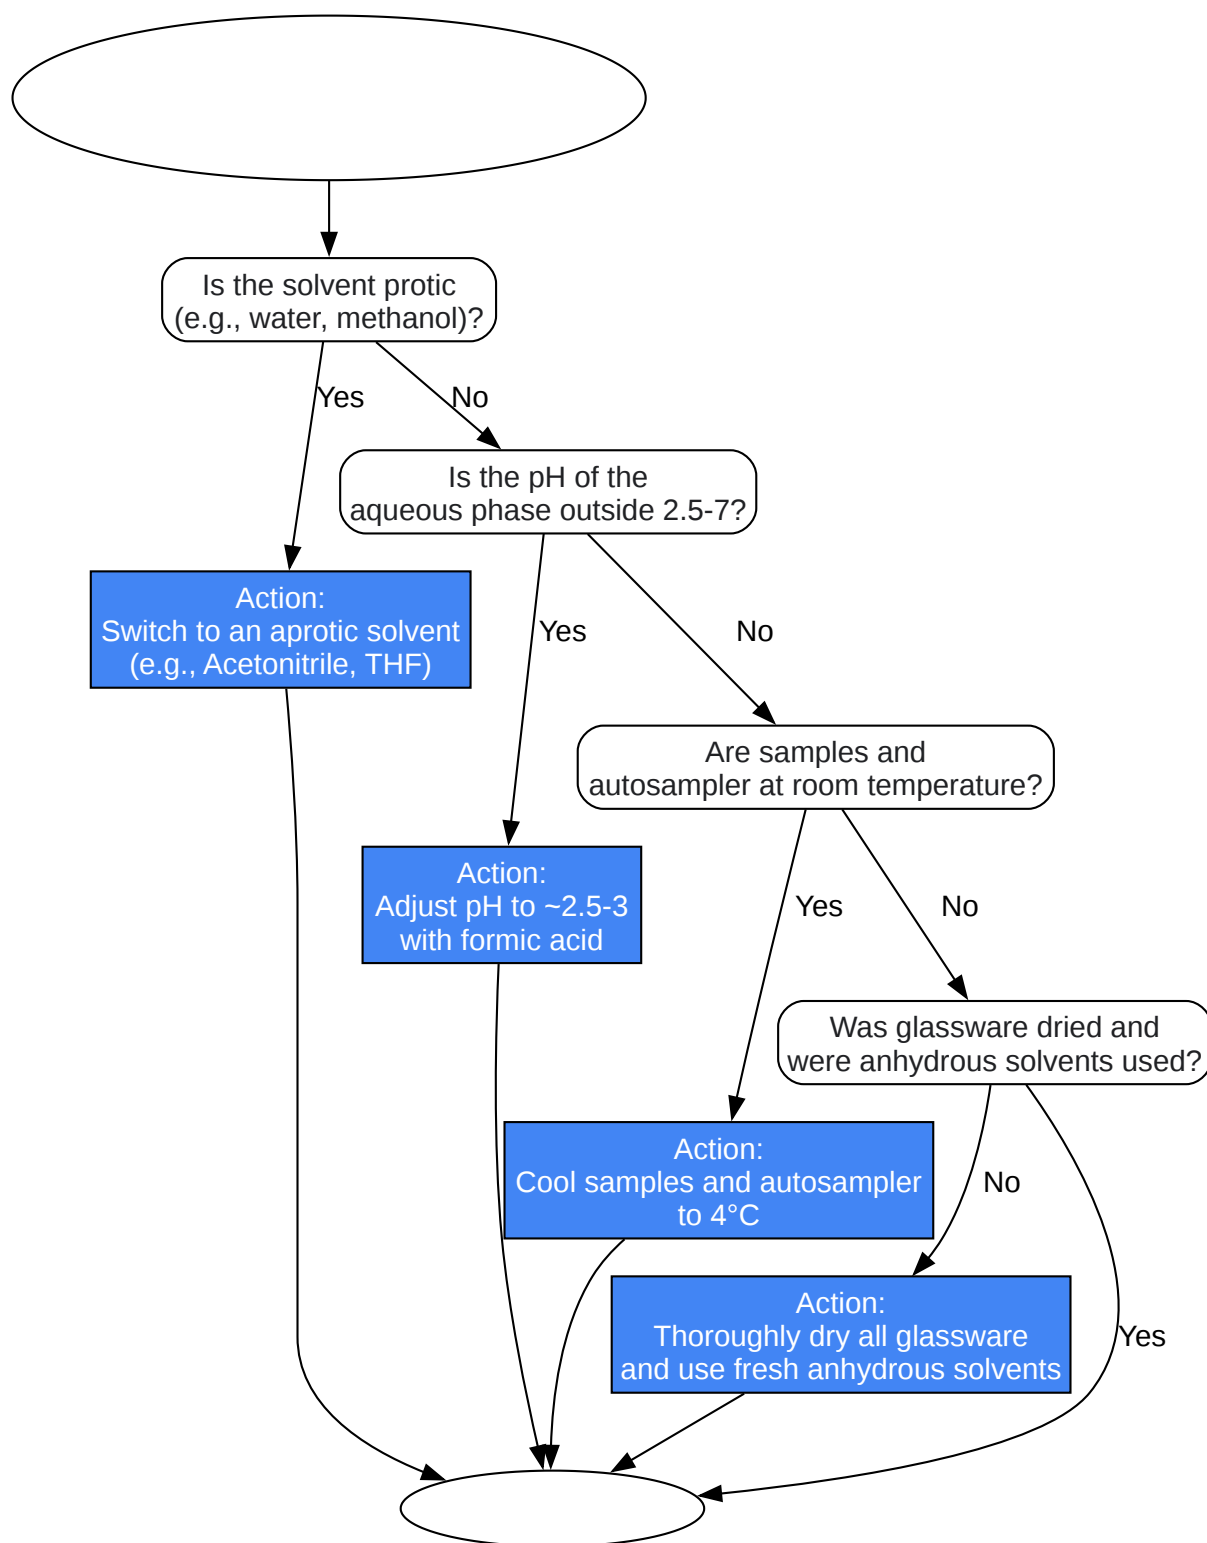 Is the solvent protic
(e.g., water, methanol)?
Yes
No
Is the pH of the
aqueous phase outside 2.5-7?
Action:
Switch to an aprotic solvent
(e.g., Acetonitrile, THF)
Yes
No
Are samples and
autosampler at room temperature?
Action:
Adjust pH to ~2.5-3
with formic acid
Yes
No
Was glassware dried and
were anhydrous solvents used?
Action:
Cool samples and autosampler
to 4°C
No
Action:
Thoroughly dry all glassware
and use fresh anhydrous solvents
Yes